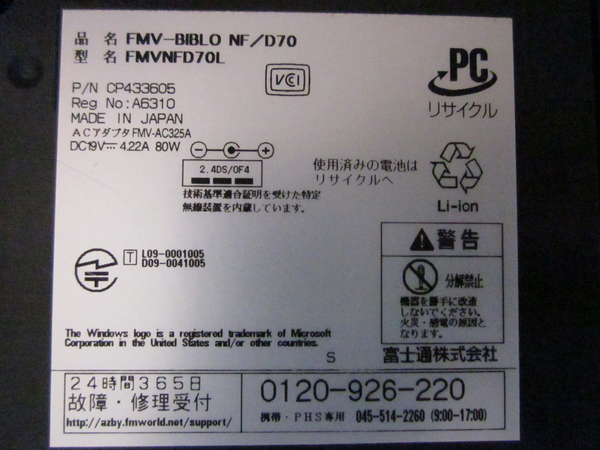 品 名 FMV-BIBLO NF/D70
型 名 FMVNFD70L
P/N CP433605
Reg No:A6310
MADE IN JAPAN
ACアダプタ FMV-AC325A
DC19V 4.22A 80W
VCCI
PC
リサイクル
2.4DS/OF4
技術基準適合証明を受けた特定
無線装置を内蔵しています。
使用済みの電池は
リサイクルへ
Li-ion
T L09-0001005
D09-0041005
警告
分解禁止
機器を勝手に改造
しないでください。
火災・感電の原因と
なります。
The Windows logo is a registered trademark of Microsoft
Corporation in the United States and/or other countries.
S
富士通株式会社
24時間365日
故障・修理受付
http://azby.fmworld.net/support/
0120-926-220
携帯・PHS専用 045-514-2260 (9:00-17:00)